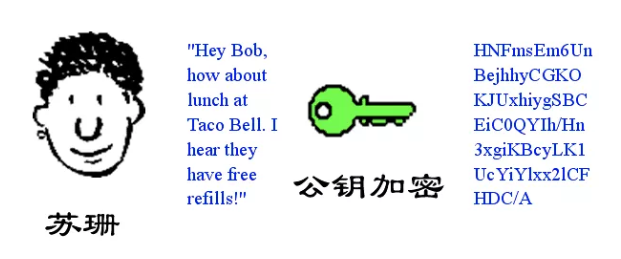 "Hey Bob,
how about
lunch at
Taco Bell. I
hear they
have free
refills!"
HNFmsEm6Un
BejhhyCGKO
KJUxhiygSBC
EiC0QYIh/Hn
3xgiKBcyLK1
UcYiYlxx2lCF
HDC/A
公钥加密
苏珊